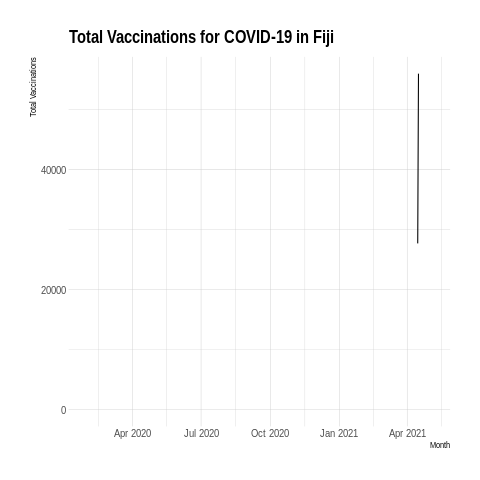 Total Vaccinations for COVID-19 in Fiji
Total Vaccinations
40000
20000
0
Apr 2020 Jul 2020 Oct 2020 Jan 2021 Apr 2021
Month